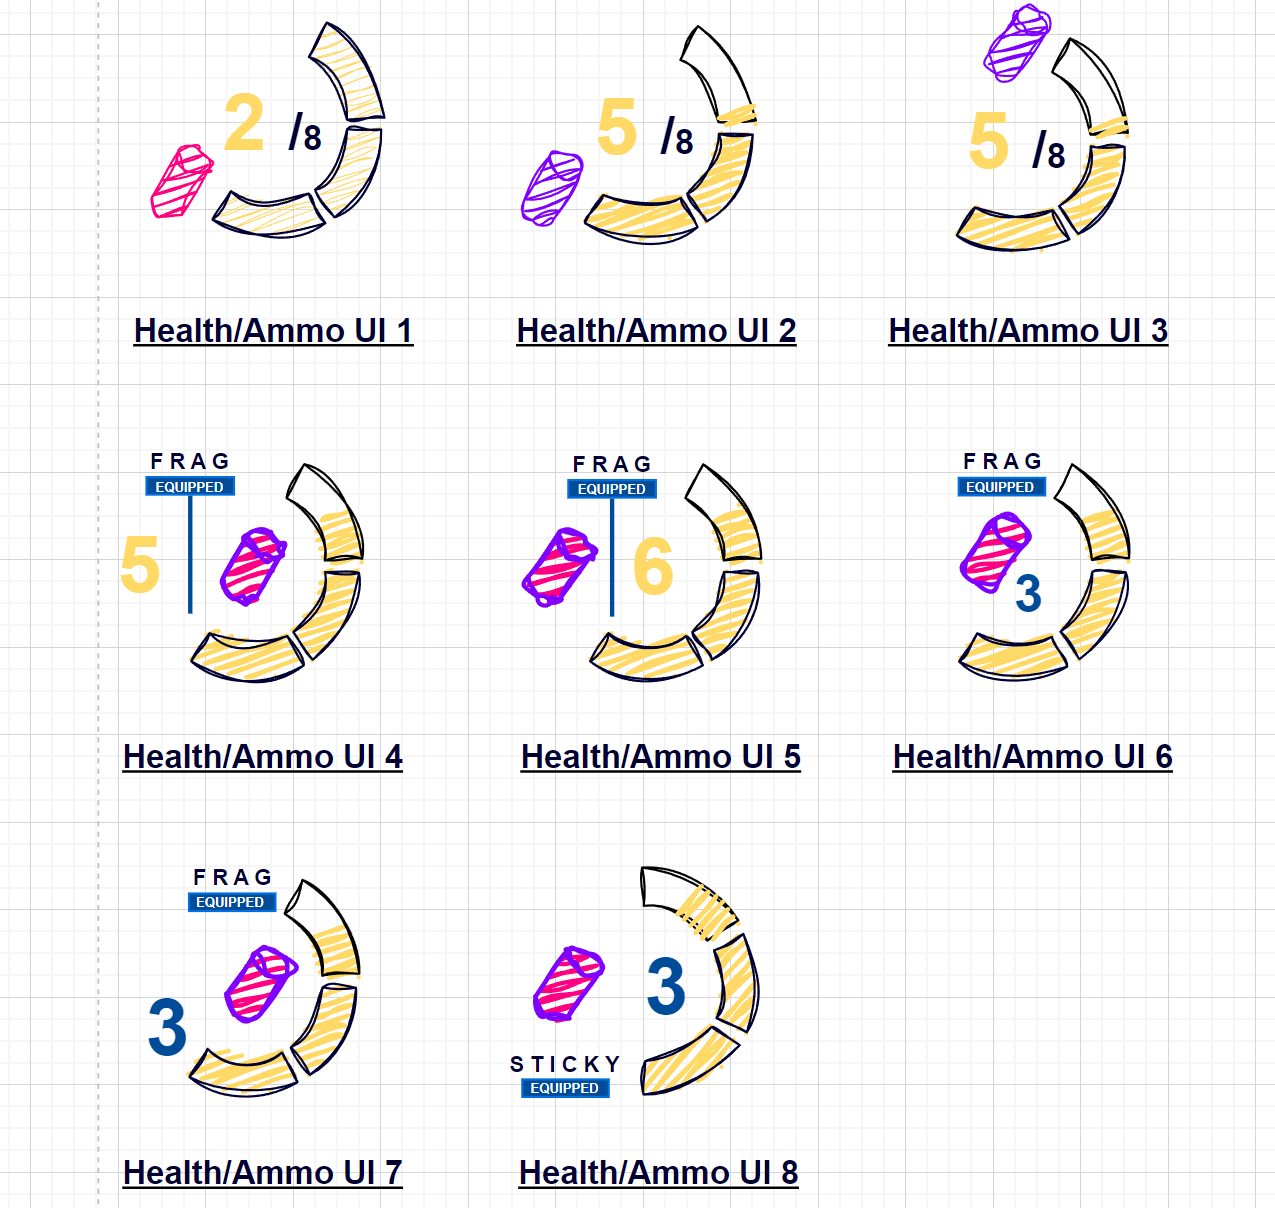 2 /8
5 /8
5 /8
Health/Ammo UI 1
Health/Ammo UI 2
Health/Ammo UI 3
FRAG
EQUIPPED
5
FRAG
EQUIPPED
6
FRAG
EQUIPPED
3
Health/Ammo UI 4
Health/Ammo UI 5
Health/Ammo UI 6
FRAG
EQUIPPED
3
3
STICKY
EQUIPPED
Health/Ammo UI 7
Health/Ammo UI 8